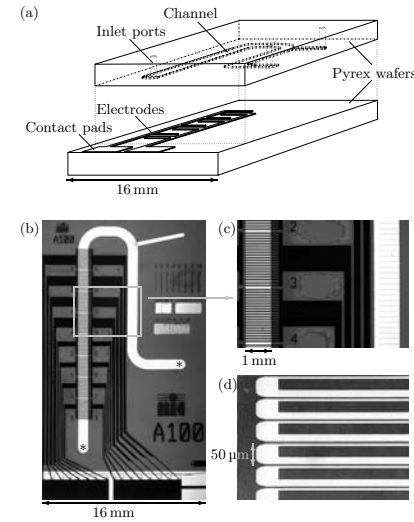 (a)
Channel
Inlet ports
Pyrex wafers
Electrodes
Contact pads
16 mm
(b)
A100
*
*
A100
16 mm
(c)
2
3
4
1 mm
(d)
50 µm